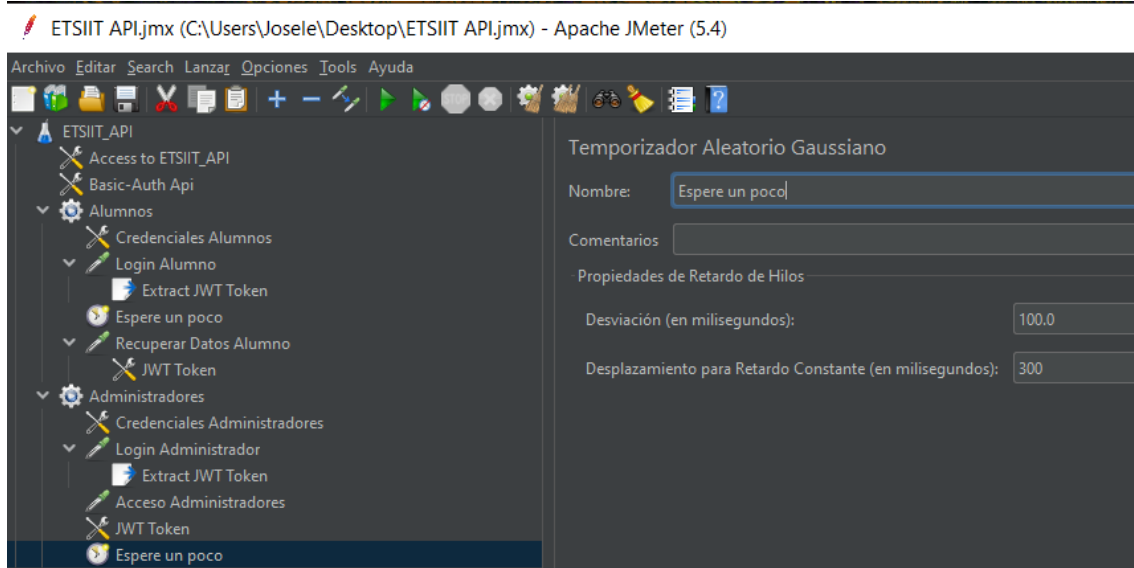 ETSIIT API.jmx (C:\Users\Josele\Desktop\ETSIIT API.jmx) - Apache JMeter (5.4)
Archivo Editar Search Lanzar Opciones Tools Ayuda
STOP
ETSIIT_API
Access to ETSIIT_API
Basic-Auth Api
Alumnos
Credenciales Alumnos
Login Alumno
Extract JWT Token
Espere un poco
Recuperar Datos Alumno
JWT Token
Administradores
Credenciales Administradores
Login Administrador
Extract JWT Token
Acceso Administradores
JWT Token
Espere un poco
Temporizador Aleatorio Gaussiano
Nombre: Espere un poco
Comentarios
Propiedades de Retardo de Hilos
Desviación (en milisegundos): 100.0
Desplazamiento para Retardo Constante (en milisegundos): 300